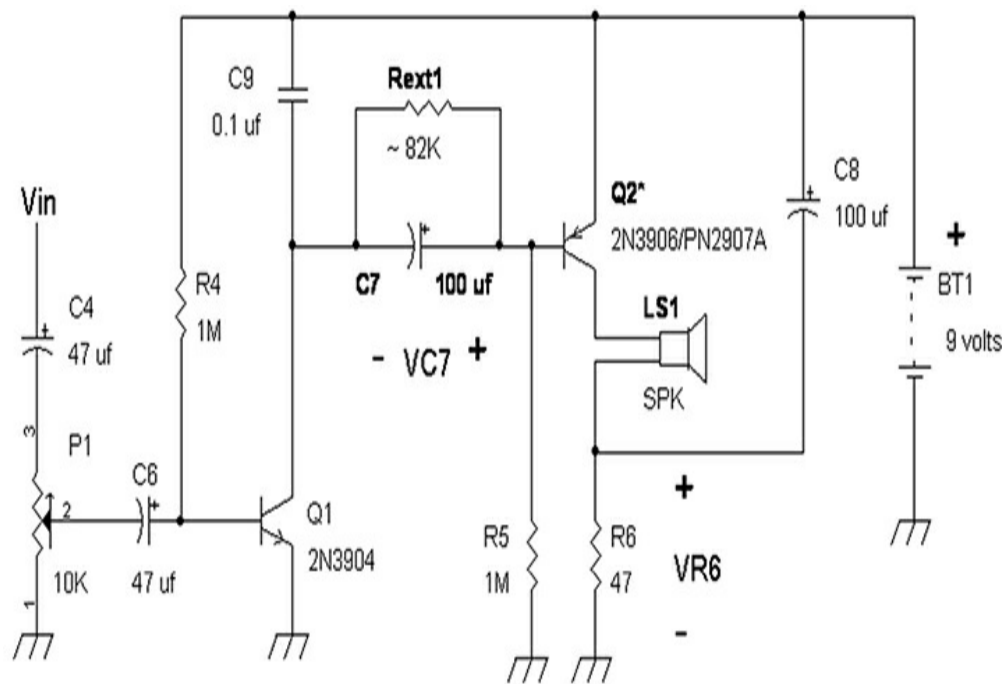 C9
0.1 uf
Rext1
~ 82K
Vin
C4
47 uf
R4
1M
C7
100 uf
- VC7 +
Q2*
2N3906/PN2907A
LS1
SPK
C8
100 uf
+
BT1
9 volts
3
P1
2
10K
1
C6
47 uf
Q1
2N3904
R5
1M
R6
47
+
VR6
-